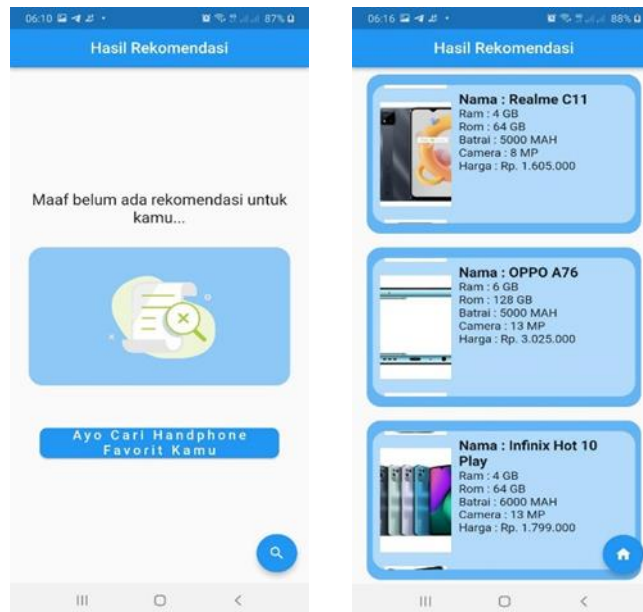 06:10
87%
Hasil Rekomendasi
Maaf belum ada rekomendasi untuk
kamu...
Ayo Cari Handphone
Favorit Kamu
06:16
88%
Hasil Rekomendasi
Nama : Realme C11
Ram : 4 GB
Rom : 64 GB
Batrai : 5000 MAH
Camera : 8 MP
Harga : Rp. 1.605.000
Nama : OPPO A76
Ram : 6 GB
Rom : 128 GB
Batrai : 5000 MAH
Camera : 13 MP
Harga : Rp. 3.025.000
Nama : Infinix Hot 10
Play
Ram : 4 GB
Rom : 64 GB
Batrai : 6000 MAH
Camera : 13 MP
Harga : Rp. 1.799.000